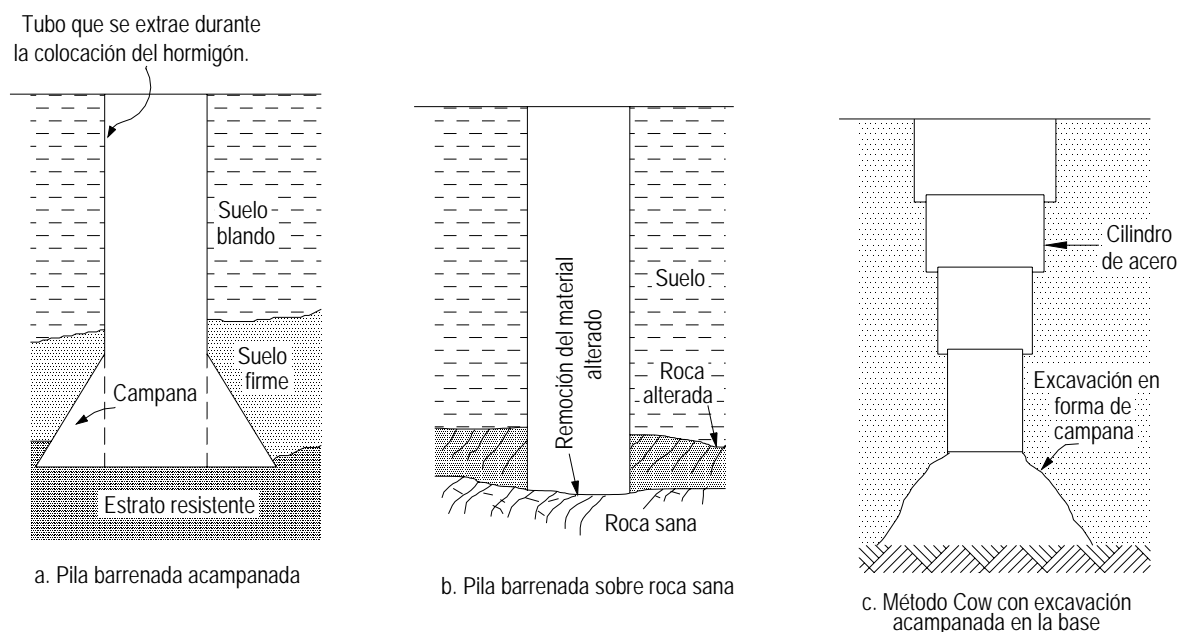 Tubo que se extrae durante
la colocación del hormigón.
Suelo
blando
Suelo
firme
Campana
Estrato resistente
a. Pila barrenada acampanada
Remoción del material
alterado
Suelo
Roca
alterada
Roca sana
b. Pila barrenada sobre roca sana
Cilindro
de acero
Excavación en
forma de
campana
c. Método Cow con excavación
acampanada en la base